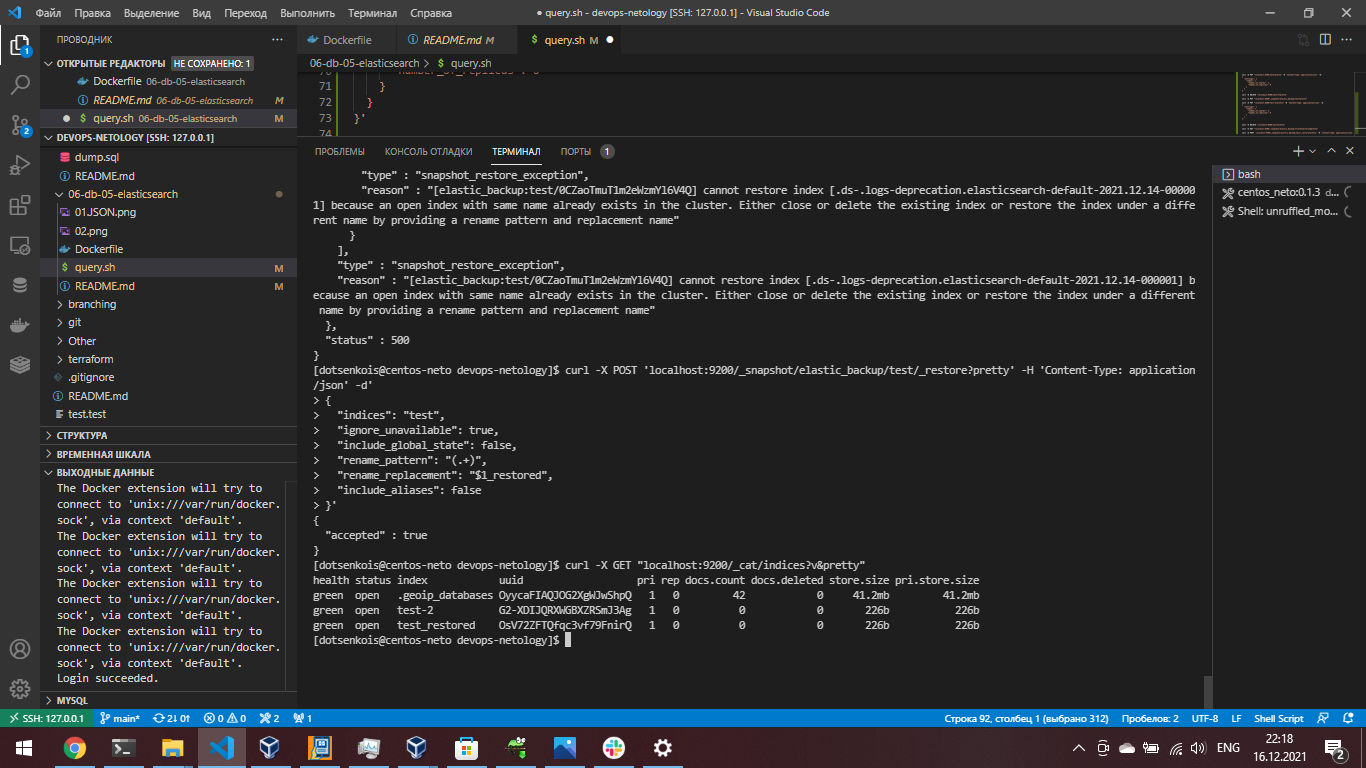 Файл Правка Выделение Вид Переход Выполнить Терминал Справка
● query.sh - devops-netology [SSH: 127.0.0.1] - Visual Studio Code
ПРОВОДНИК
Dockerfile
README.md M
query.sh M
ОТКРЫТЫЕ РЕДАКТОРЫ НЕ СОХРАНЕНО: 1
06-db-05-elasticsearch > $ query.sh
Dockerfile 06-db-05-elasticsearch
README.md 06-db-05-elasticsearch M
query.sh 06-db-05-elasticsearch M
71 }
72 }
73 }'
74
DEVOPS-NETOLOGY [SSH: 127.0.0.1]
dump.sql
README.md
06-db-05-elasticsearch
01.JSON.png
02.png
Dockerfile
$ query.sh M
README.md M
branching
git
Other
terraform
.gitignore
README.md
test.test
СТРУКТУРА
ВРЕМЕННАЯ ШКАЛА
ВЫХОДНЫЕ ДАННЫЕ
The Docker extension will try to
connect to 'unix:///var/run/docker.
sock', via context 'default'.
The Docker extension will try to
connect to 'unix:///var/run/docker.
sock', via context 'default'.
The Docker extension will try to
connect to 'unix:///var/run/docker.
sock', via context 'default'.
The Docker extension will try to
connect to 'unix:///var/run/docker.
sock', via context 'default'.
Login succeeded.
MYSQL
ПРОБЛЕМЫ КОНСОЛЬ ОТЛАДКИ ТЕРМИНАЛ ПОРТЫ 1
"type" : "snapshot_restore_exception",
"reason" : "[elastic_backup:test/0CZaoTmuT1m2eWzmYl6V4Q] cannot restore index [.ds-.logs-deprecation.elasticsearch-default-2021.12.14-00000
1] because an open index with same name already exists in the cluster. Either close or delete the existing index or restore the index under a diffe
rent name by providing a rename pattern and replacement name"
}
],
"type" : "snapshot_restore_exception",
"reason" : "[elastic_backup:test/0CZaoTmuT1m2eWzmYl6V4Q] cannot restore index [.ds-.logs-deprecation.elasticsearch-default-2021.12.14-000001] b
ecause an open index with same name already exists in the cluster. Either close or delete the existing index or restore the index under a different
name by providing a rename pattern and replacement name"
},
"status" : 500
}
[dotsenkois@centos-neto devops-netology]$ curl -X POST 'localhost:9200/_snapshot/elastic_backup/test/_restore?pretty' -H 'Content-Type: application
/json' -d'
> {
> "indices": "test",
> "ignore_unavailable": true,
> "include_global_state": false,
> "rename_pattern": "(.+)",
> "rename_replacement": "$1_restored",
> "include_aliases": false
> }'
{
"accepted" : true
}
[dotsenkois@centos-neto devops-netology]$ curl -X GET "localhost:9200/_cat/indices?v&pretty"
health status index uuid pri rep docs.count docs.deleted store.size pri.store.size
green open .geoip_databases OyycaFIAQJOG2XgWJwShpQ 1 0 42 0 41.2mb 41.2mb
green open test-2 G2-XDIJQRXWGBXZRSmJ3Ag 1 0 0 0 226b 226b
green open test_restored OsV72ZFTQfqc3vf79FnirQ 1 0 0 0 226b 226b
[dotsenkois@centos-neto devops-netology]$
bash
centos_neto:0.1.3 d...
Shell: unruffled_mo...
SSH: 127.0.0.1 main* 2↓ 0↑ 0 0 2 1
Строка 92, столбец 1 (выбрано 312) Пробелов: 2 UTF-8 LF Shell Script
ENG
22:18
16.12.2021
2